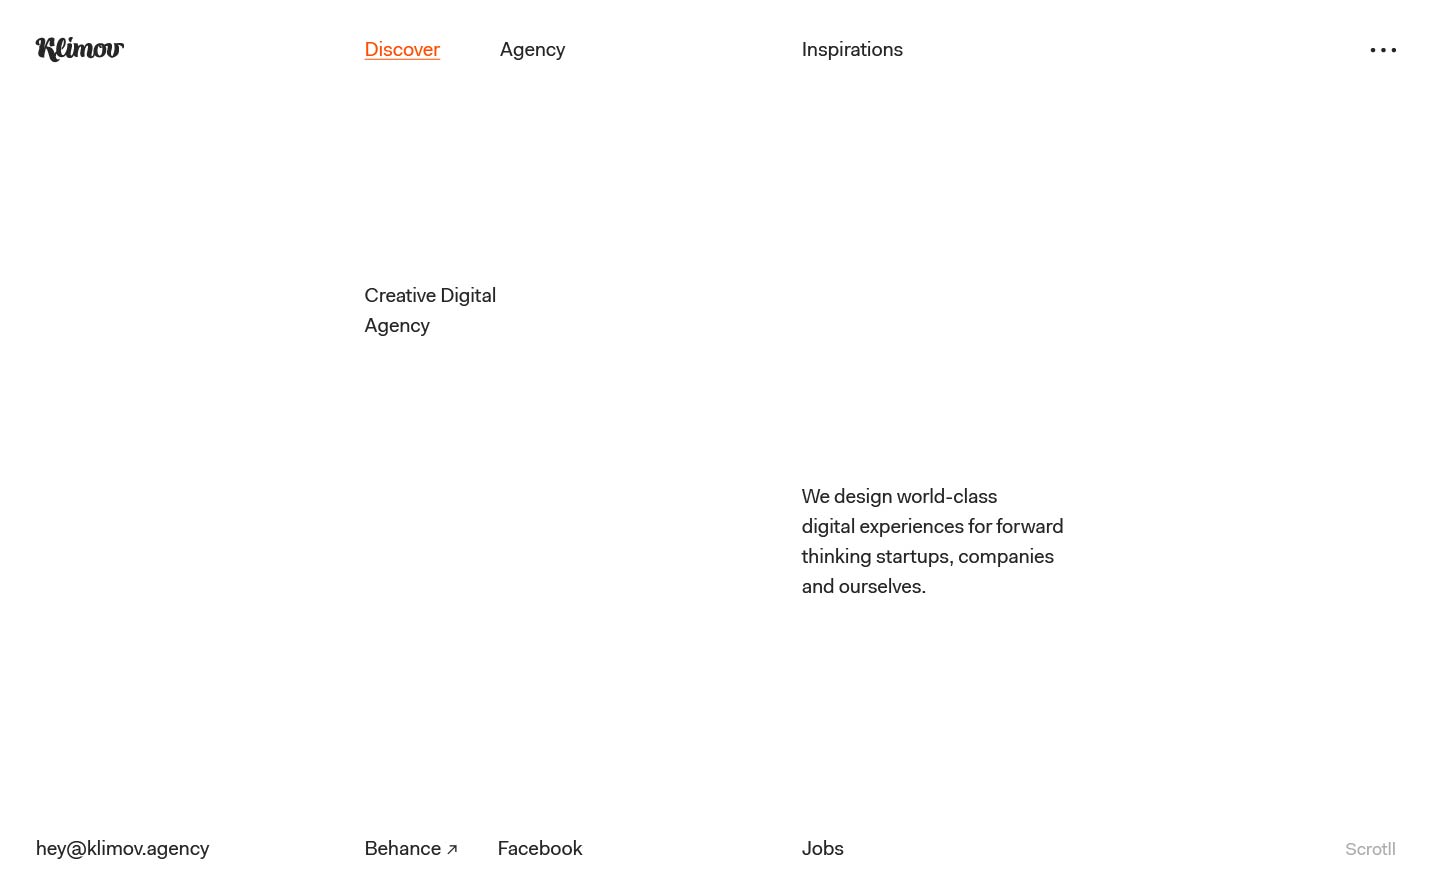 Klimov
Discover
Agency
Inspirations
Creative Digital
Agency
We design world-class
digital experiences for forward
thinking startups, companies
and ourselves.
hey@klimov.agency
Behance ↗
Facebook
Jobs
Scrotll